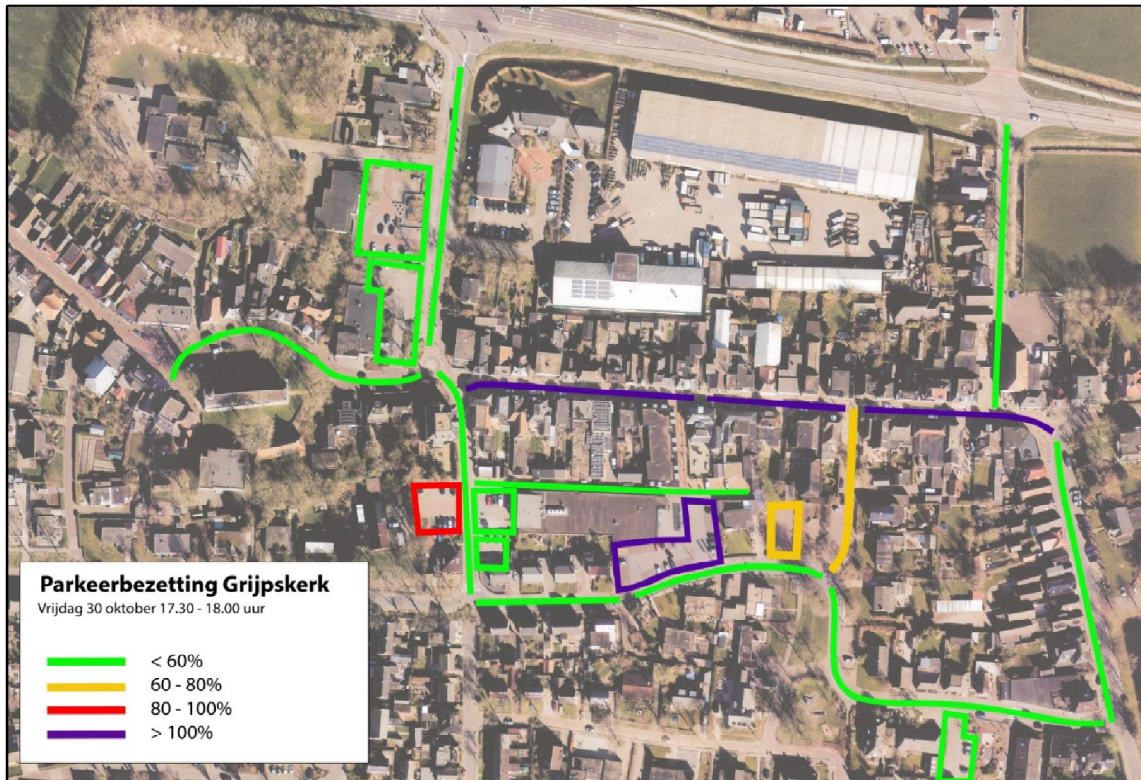 Parkeerbezetting Grijpskerk
Vrijdag 30 oktober 17.30 - 18.00 uur
< 60%
60 - 80%
80 - 100%
> 100%